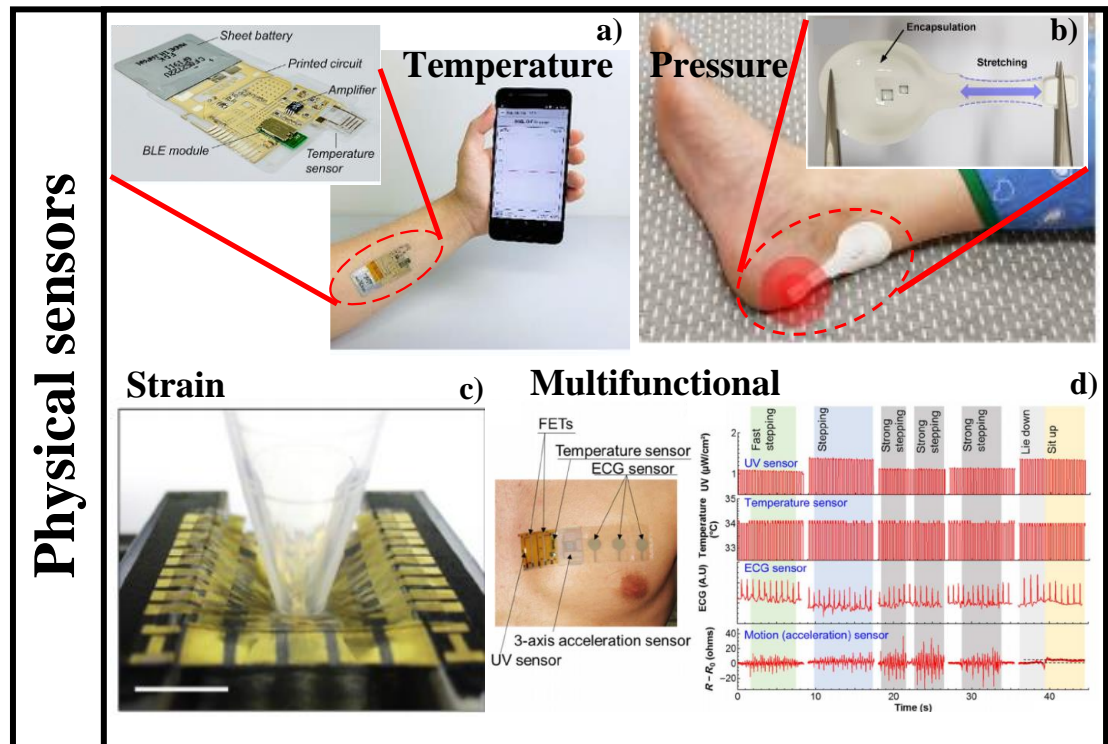 Physical sensors
a)
Temperature
Sheet battery
Printed circuit
Amplifier
BLE module
Temperature
sensor
b)
Pressure
Encapsulation
Stretching
Strain
c)
Multifunctional
d)
FETs
Temperature sensor
ECG sensor
3-axis acceleration sensor
UV sensor
Fast
stepping
Stepping
Strong
stepping
Strong
stepping
Strong
stepping
Lie down
Sit up
UV (μW/cm²)
2
1
UV sensor
Temperature
(°C)
35
34
33
Temperature sensor
ECG (A.U)
ECG sensor
R – R₀ (ohms)
40
20
0
−20
Motion (acceleration) sensor
0 10 20 30 40
Time (s)